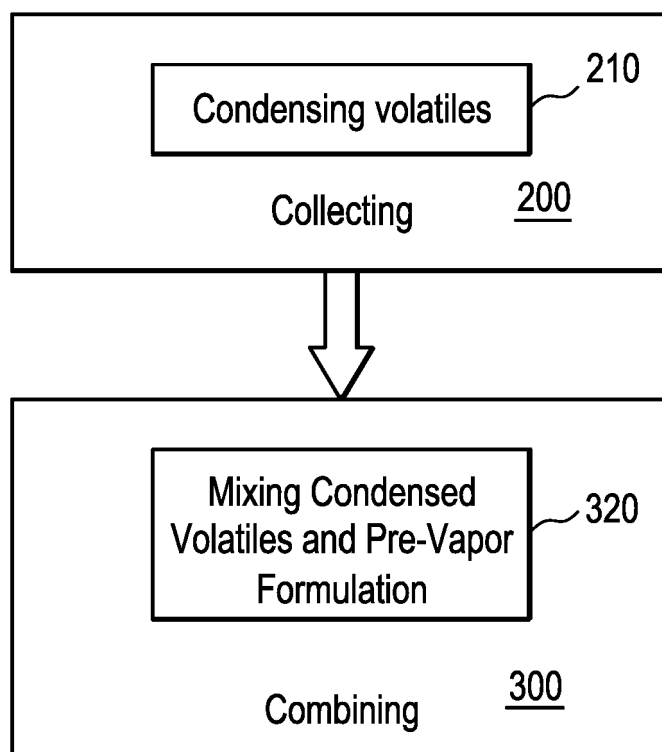 210
Condensing volatiles
Collecting 200
Mixing Condensed
Volatiles and Pre-Vapor
Formulation
320
Combining 300